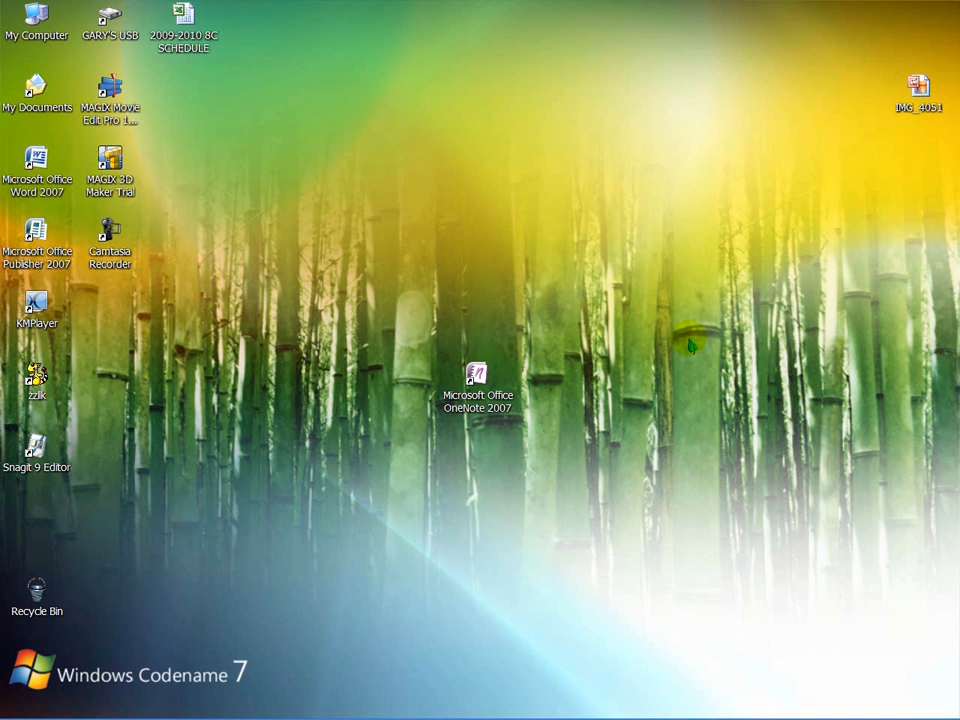 My Computer
GARY'S USB
2009-2010 8C
SCHEDULE
My Documents
MAGIX Movie
Edit Pro 1...
IMG_4051
Microsoft Office
Word 2007
MAGIX 3D
Maker Trial
Microsoft Office
Publisher 2007
Camtasia
Recorder
KMPlayer
zzlk
Microsoft Office
OneNote 2007
Snagit 9 Editor
Recycle Bin
Windows Codename 7